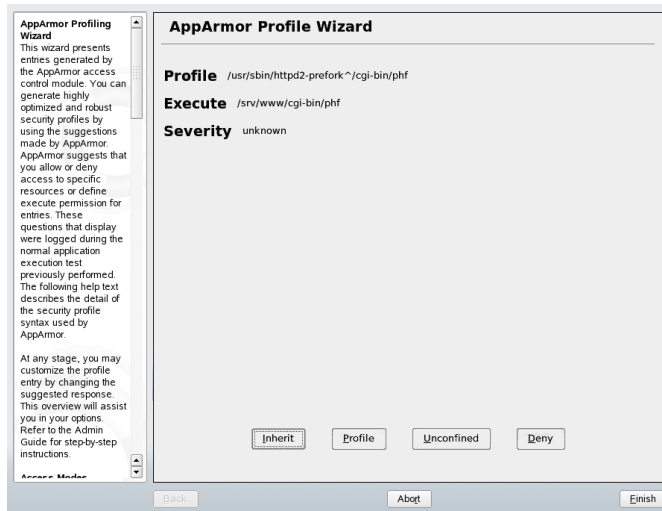 AppArmor Profiling
Wizard
This wizard presents
entries generated by
the AppArmor access
control module. You can
generate highly
optimized and robust
security profiles by
using the suggestions
made by AppArmor.
AppArmor suggests that
you allow or deny
access to specific
resources or define
execute permission for
entries. These
questions that display
were logged during the
normal application
execution test
previously performed.
The following help text
describes the detail of
the security profile
syntax used by
AppArmor.
At any stage, you may
customize the profile
entry by changing the
suggested response.
This overview will assist
you in your options.
Refer to the Admin
Guide for step-by-step
instructions.
Access Modes
AppArmor Profile Wizard
Profile /usr/sbin/httpd2-prefork^/cgi-bin/phf
Execute /srv/www/cgi-bin/phf
Severity unknown
Inherit Profile Unconfined Deny
Back Abort Finish